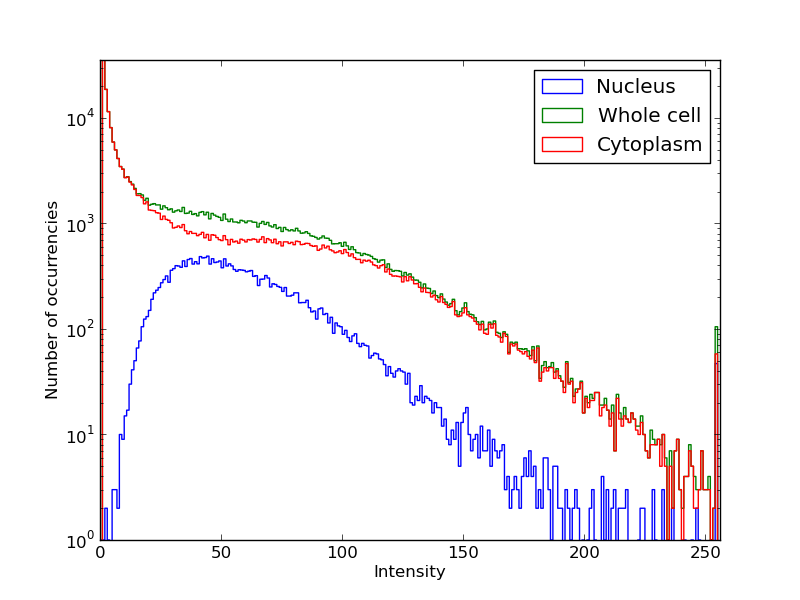 Nucleus
Whole cell
Cytoplasm
Number of occurrencies
10^4
10^3
10^2
10^1
10^0
0 50 100 150 200 250
Intensity